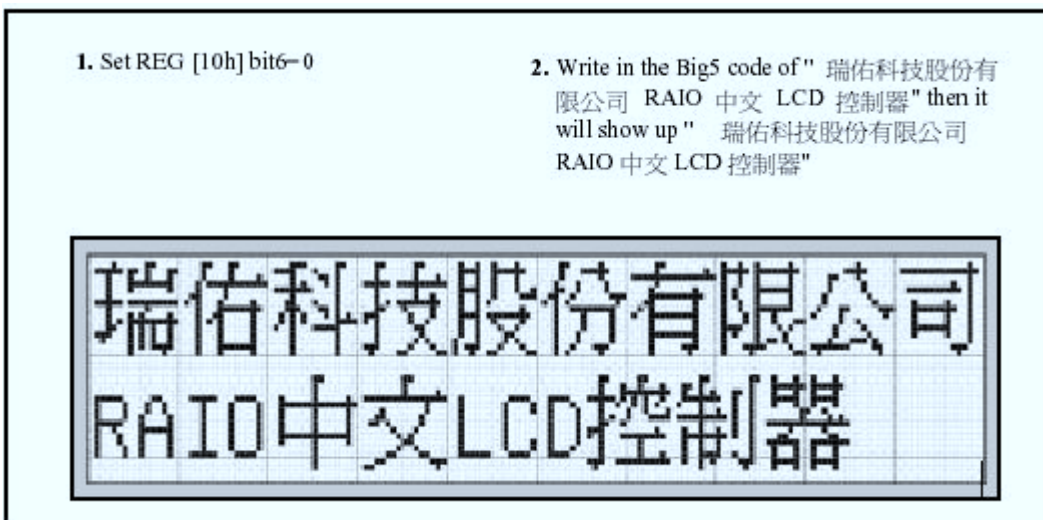 1. Set REG [10h] bit6=0
2. Write in the Big5 code of " 瑞佑科技股份有
限公司 RAIO 中文 LCD 控制器" then it
will show up " 瑞佑科技股份有限公司
RAIO 中文 LCD 控制器"
瑞佑科技股份有限公司
RAIO中文LCD控制器